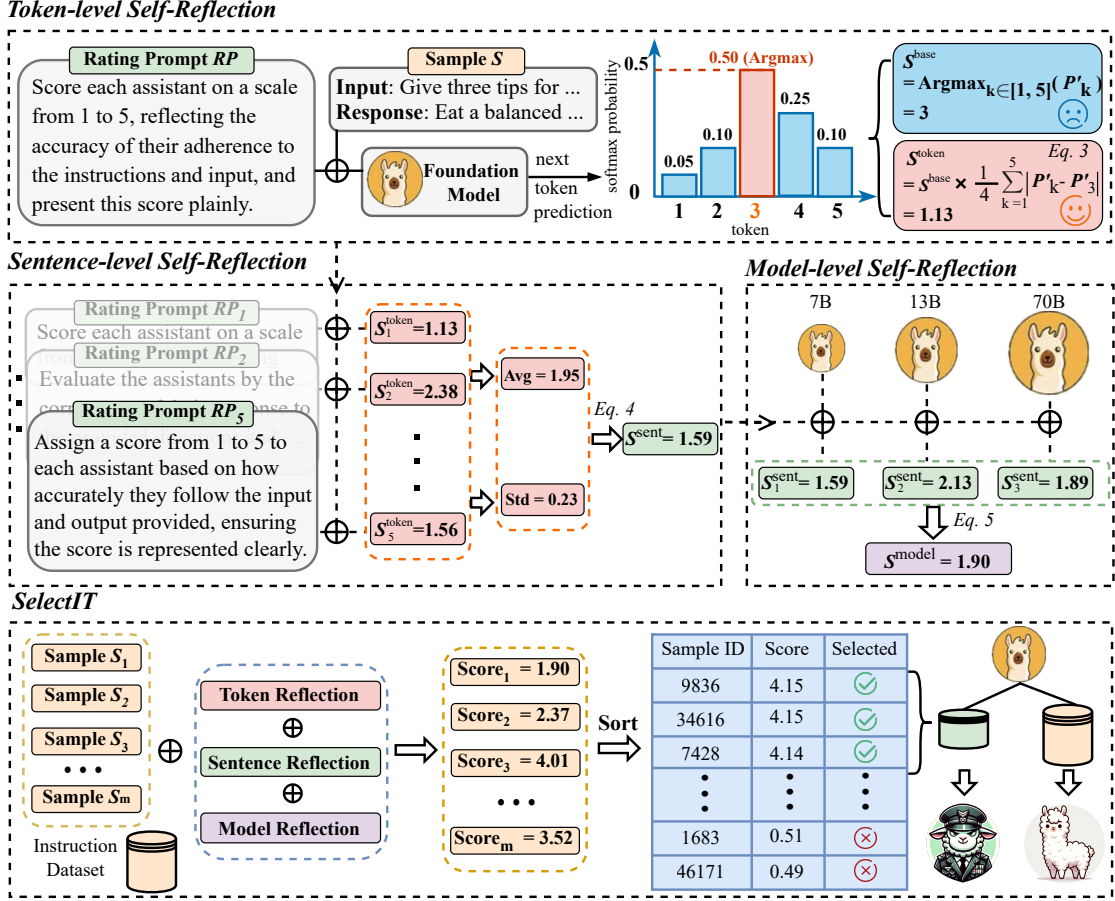 Token-level Self-Reflection
Rating Prompt RP
Score each assistant on a scale
from 1 to 5, reflecting the
accuracy of their adherence to
the instructions and input, and
present this score plainly.
Sample S
Input: Give three tips for ...
Response: Eat a balanced ...
Foundation
Model
next
token
prediction
softmax probability
0.5
0
0.50 (Argmax)
0.05
0.10
0.25
0.10
1 2 3 4 5
token
S^base
= Argmax_k∈[1, 5](P'_k)
= 3
S^token Eq. 3
= S^base × 1/4 ∑_{k=1}^{5} |P'_k - P'_3|
= 1.13
Sentence-level Self-Reflection
Rating Prompt RP_1
Score each assistant on a scale
Rating Prompt RP_2
Evaluate the assistants by the
Rating Prompt RP_5
Assign a score from 1 to 5 to
each assistant based on how
accurately they follow the input
and output provided, ensuring
the score is represented clearly.
S_1^token=1.13
S_2^token=2.38
S_5^token=1.56
Avg = 1.95
Std = 0.23
Eq. 4
S^sent= 1.59
Model-level Self-Reflection
7B 13B 70B
S_1^sent= 1.59
S_2^sent= 2.13
S_3^sent= 1.89
Eq. 5
S^model = 1.90
SelectIT
Sample S_1
Sample S_2
Sample S_3
• • •
Sample Sm
Instruction
Dataset
Token Reflection
Sentence Reflection
Model Reflection
Score_1 = 1.90
Score_2 = 2.37
Score_3 = 4.01
• • •
Score_m = 3.52
Sort
Sample ID Score Selected
9836 4.15
34616 4.15
7428 4.14
1683 0.51
46171 0.49